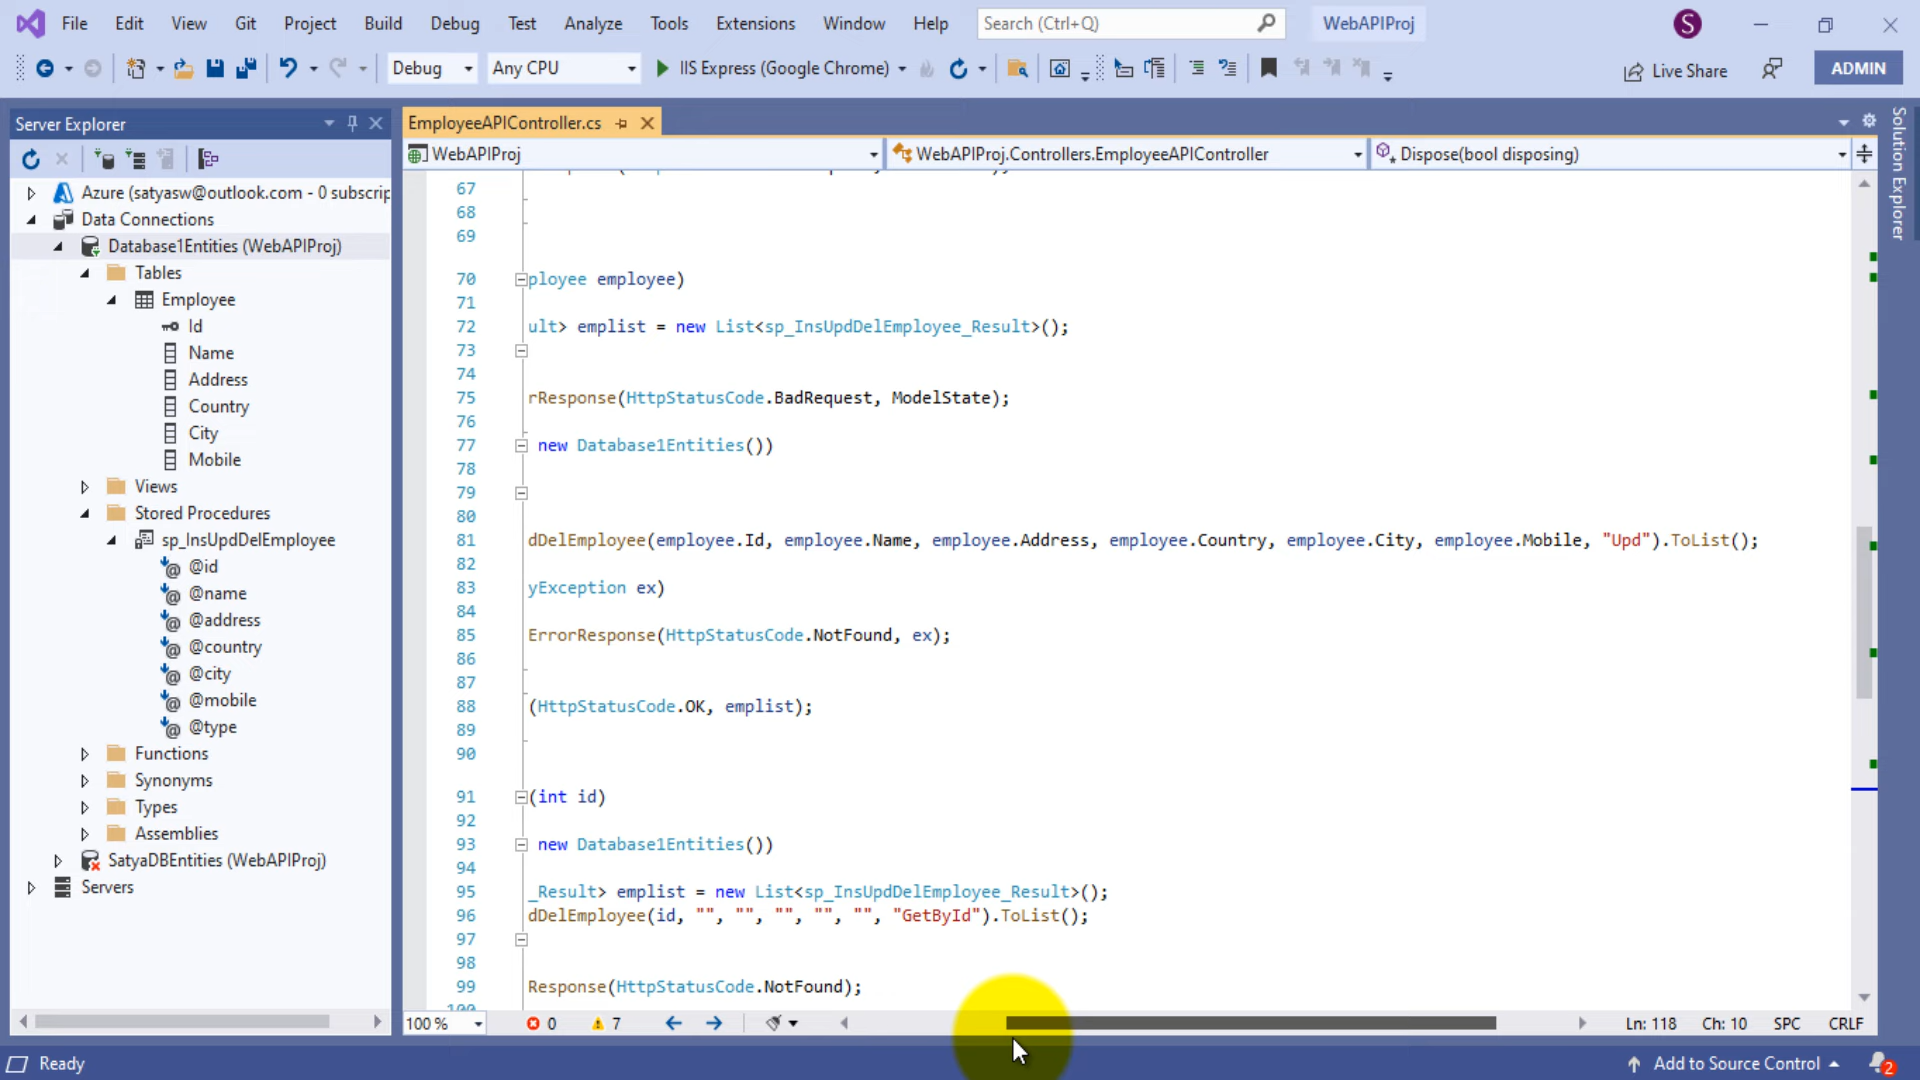 File Edit View Git Project Build Debug Test Analyze Tools Extensions Window Help Search (Ctrl+Q) WebAPIProj S
Debug Any CPU IIS Express (Google Chrome) Live Share ADMIN
Server Explorer
EmployeeAPIController.cs
WebAPIProj WebAPIProj.Controllers.EmployeeAPIController Dispose(bool disposing)
Solution Explorer
Azure (satyasw@outlook.com - 0 subscrip
Data Connections
Database1Entities (WebAPIProj)
Tables
Employee
Id
Name
Address
Country
City
Mobile
Views
Stored Procedures
sp_InsUpdDelEmployee
@id
@name
@address
@country
@city
@mobile
@type
Functions
Synonyms
Types
Assemblies
SatyaDBEntities (WebAPIProj)
Servers
67
68
69
70 ployee employee)
71
72 ult> emplist = new List<sp_InsUpdDelEmployee_Result>();
73
74
75 rResponse(HttpStatusCode.BadRequest, ModelState);
76
77 new Database1Entities())
78
79
80
81 dDelEmployee(employee.Id, employee.Name, employee.Address, employee.Country, employee.City, employee.Mobile, "Upd").ToList();
82
83 yException ex)
84
85 ErrorResponse(HttpStatusCode.NotFound, ex);
86
87
88 (HttpStatusCode.OK, emplist);
89
90
91 (int id)
92
93 new Database1Entities())
94
95 _Result> emplist = new List<sp_InsUpdDelEmployee_Result>();
96 dDelEmployee(id, "", "", "", "", "", "GetById").ToList();
97
98
99 Response(HttpStatusCode.NotFound);
100
100 % 0 7 Ln: 118 Ch: 10 SPC CRLF
Ready Add to Source Control 2